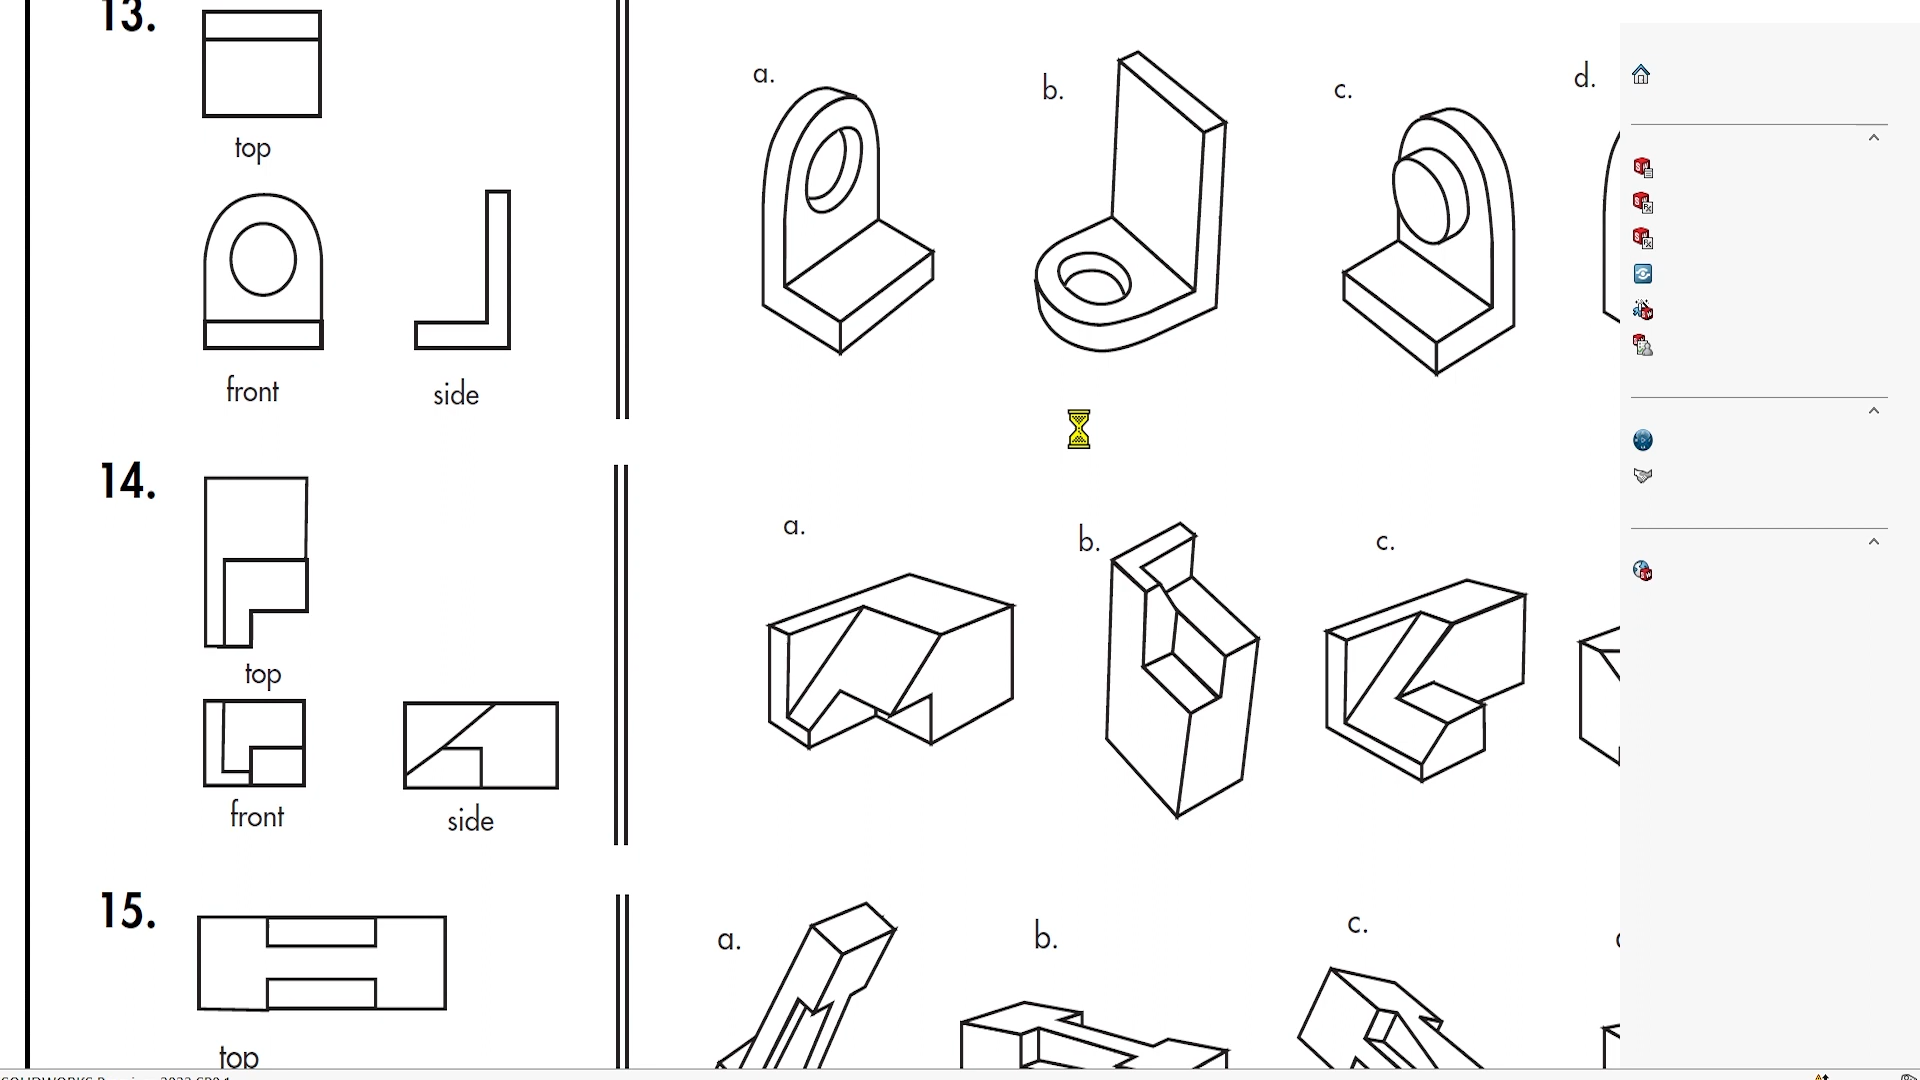 13.
top
front
side
a.
b.
c.
d.
14.
top
front
side
a.
b.
c.
15.
top
a.
b.
c.